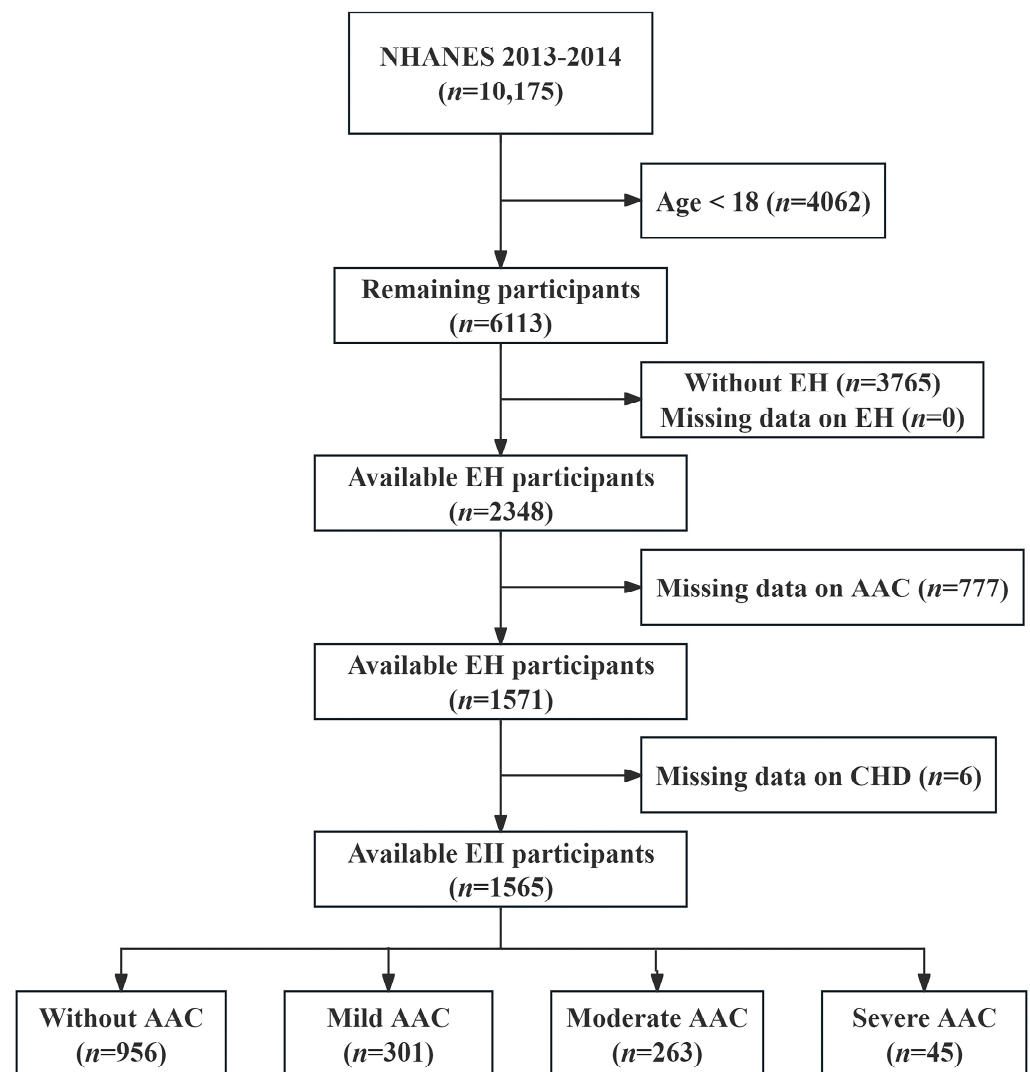 NHANES 2013-2014
(n=10,175)
Age < 18 (n=4062)
Remaining participants
(n=6113)
Without EH (n=3765)
Missing data on EH (n=0)
Available EH participants
(n=2348)
Missing data on AAC (n=777)
Available EH participants
(n=1571)
Missing data on CHD (n=6)
Available EII participants
(n=1565)
Without AAC
(n=956)
Mild AAC
(n=301)
Moderate AAC
(n=263)
Severe AAC
(n=45)